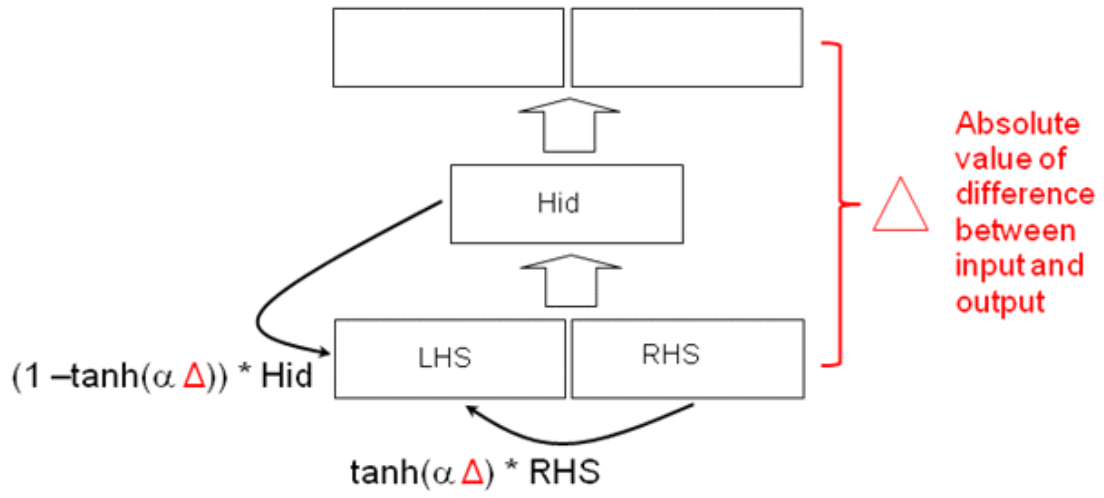 Hid
Absolute
value of
difference
between
input and
output
LHS
RHS
(1 –tanh(α Δ)) * Hid
tanh(α Δ) * RHS